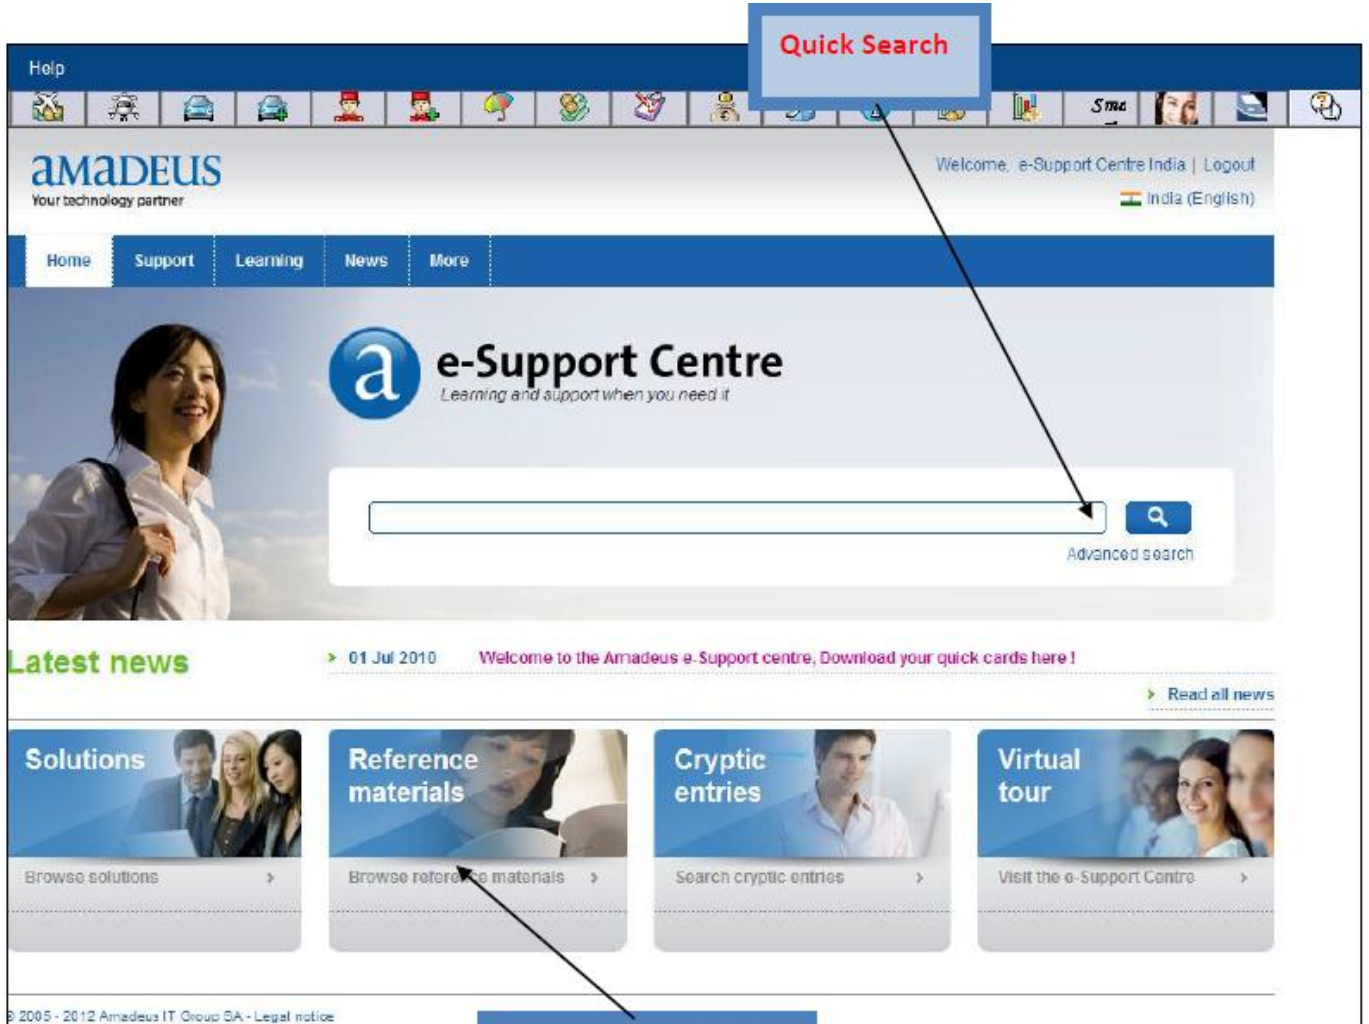 Quick Search
Help
Sme
amadeus
Your technology partner
Welcome, e-Support Centre India | Logout
India (English)
Home Support Learning News More
a
e-Support Centre
Learning and support when you need it
Advanced search
Latest news
01 Jul 2010 Welcome to the Amadeus e-Support centre, Download your quick cards here !
Read all news
Solutions
Reference
materials
Cryptic
entries
Virtual
tour
Browse solutions
Browse reference materials
Search cryptic entries
Visit the e-Support Centre
© 2005 - 2012 Amadeus IT Group SA - Legal notice